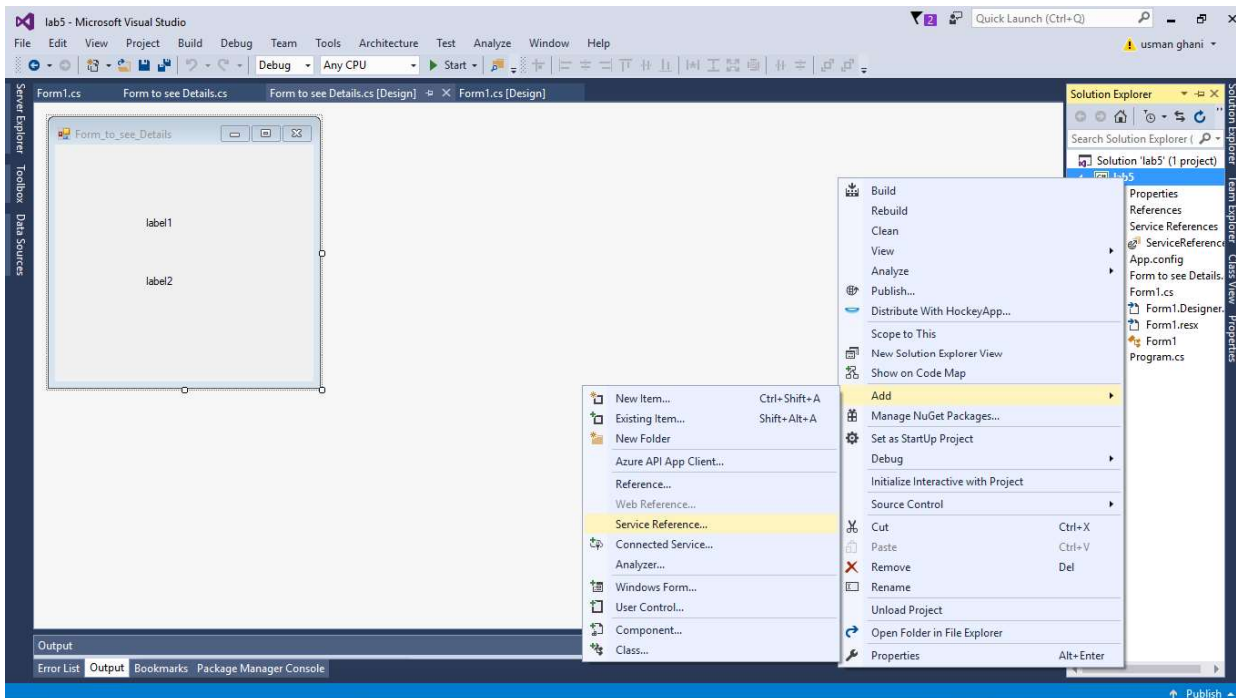 lab5 - Microsoft Visual Studio
2
Quick Launch (Ctrl+Q)
File Edit View Project Build Debug Team Tools Architecture Test Analyze Window Help
usman ghani
Debug Any CPU Start
Server Explorer
Toolbox
Data Sources
Form1.cs Form to see Details.cs Form to see Details.cs [Design] Form1.cs [Design]
Form_to_see_Details
label1
label2
Solution Explorer
Search Solution Explorer (
Solution 'lab5' (1 project)
lab5
Properties
References
Service References
ServiceReference
App.config
Form to see Details.
Form1.cs
Form1.Designer.
Form1.resx
Form1
Program.cs
Solution Explorer
Team Explorer
Class View
Properties
Build
Rebuild
Clean
View
Analyze
Publish...
Distribute With HockeyApp...
Scope to This
New Solution Explorer View
Show on Code Map
Add
Manage NuGet Packages...
Set as StartUp Project
Debug
Initialize Interactive with Project
Source Control
Cut Ctrl+X
Paste Ctrl+V
Remove Del
Rename
Unload Project
Open Folder in File Explorer
Properties Alt+Enter
New Item... Ctrl+Shift+A
Existing Item... Shift+Alt+A
New Folder
Azure API App Client...
Reference...
Web Reference...
Service Reference...
Connected Service...
Analyzer...
Windows Form...
User Control...
Component...
Class...
Output
Error List Output Bookmarks Package Manager Console
Publish